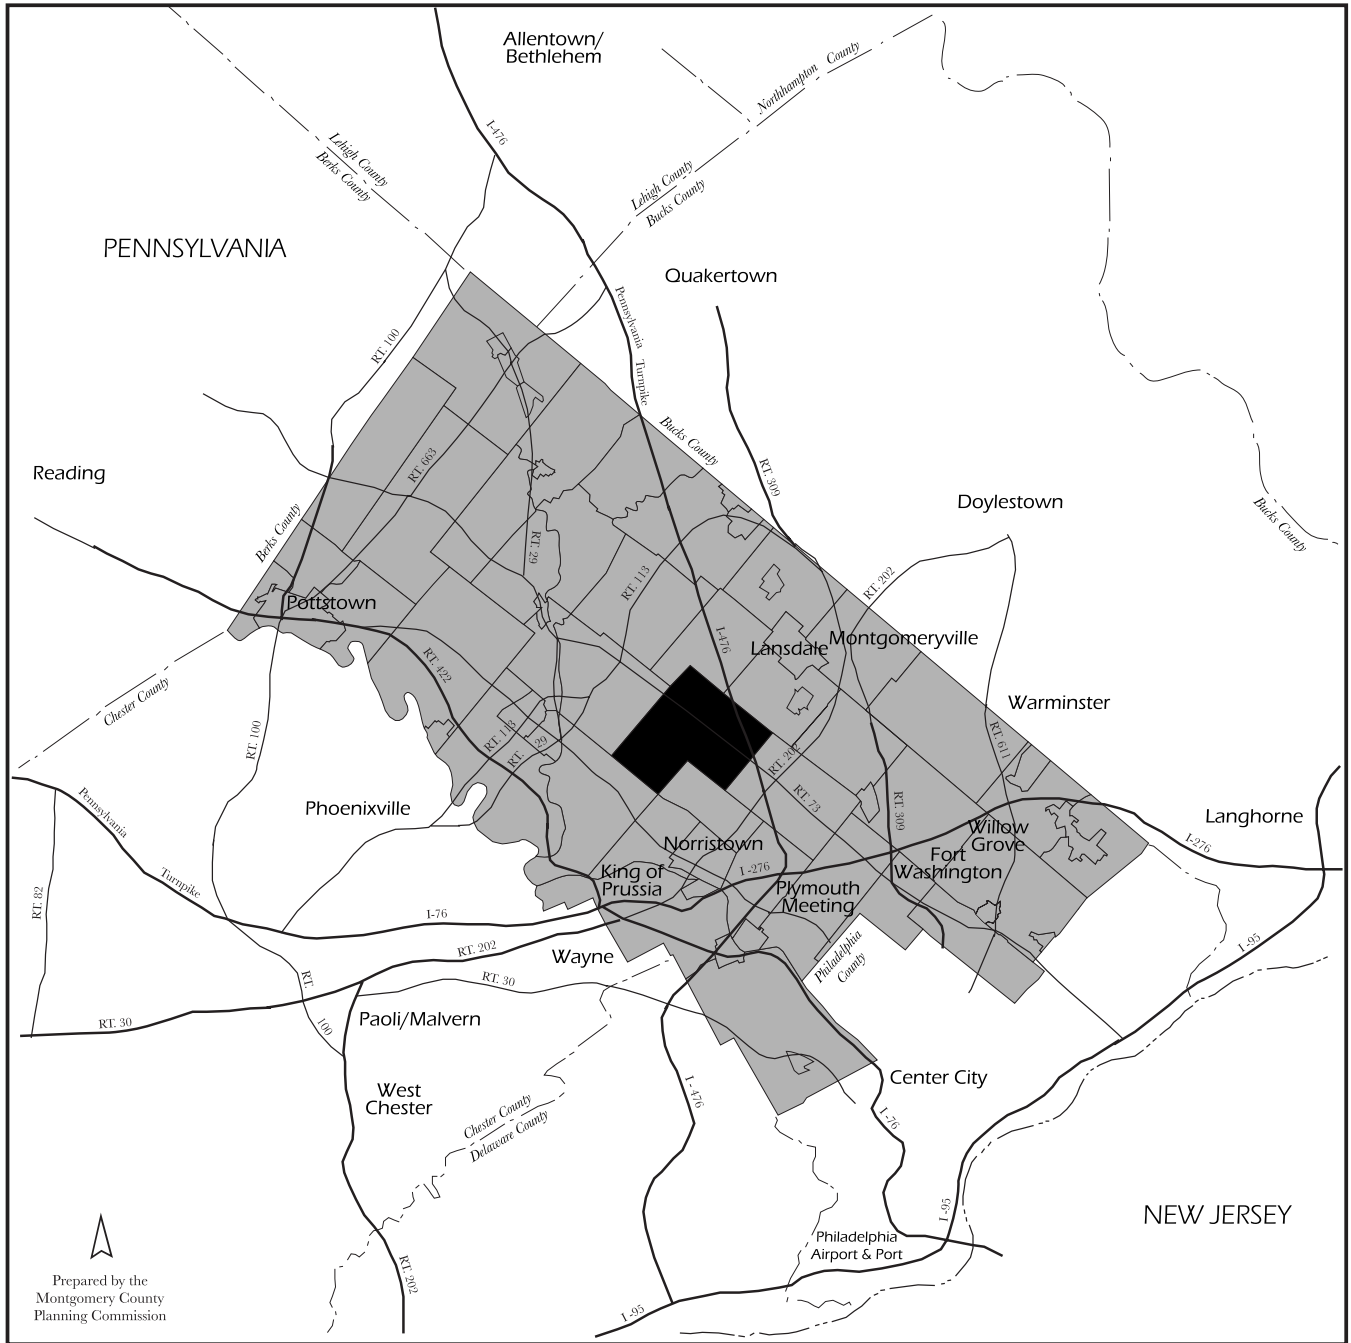 Allentown/
Bethlehem
Northhampton County
I-476
Lehigh County
Berks County
Lehigh County
Bucks County
PENNSYLVANIA
Quakertown
Pennsylvania
Turnpike
RT. 100
Bucks County
RT. 663
RT. 309
Reading
Doylestown
Bucks County
Berks County
RT. 29
RT. 113
RT. 202
Pottstown
I-476
Lansdale
Montgomeryville
RT. 422
Chester County
Warminster
RT. 100
RT. 113
RT. 29
RT. 202
RT. 611
Pennsylvania
Turnpike
Phoenixville
RT. 73
RT. 309
Langhorne
Willow
Grove
I-276
Norristown
Fort
Washington
I -276
King of
Prussia
Plymouth
Meeting
RT. 82
I-76
RT. 202
Wayne
Philadelphia
County
I -95
RT. 30
RT.
100
RT. 30
Paoli/Malvern
Center City
West
Chester
I - 476
I -76
Chester County
Delaware County
I -95
NEW JERSEY
Philadelphia
Airport & Port
RT. 202
I -95
Prepared by the
Montgomery County
Planning Commission